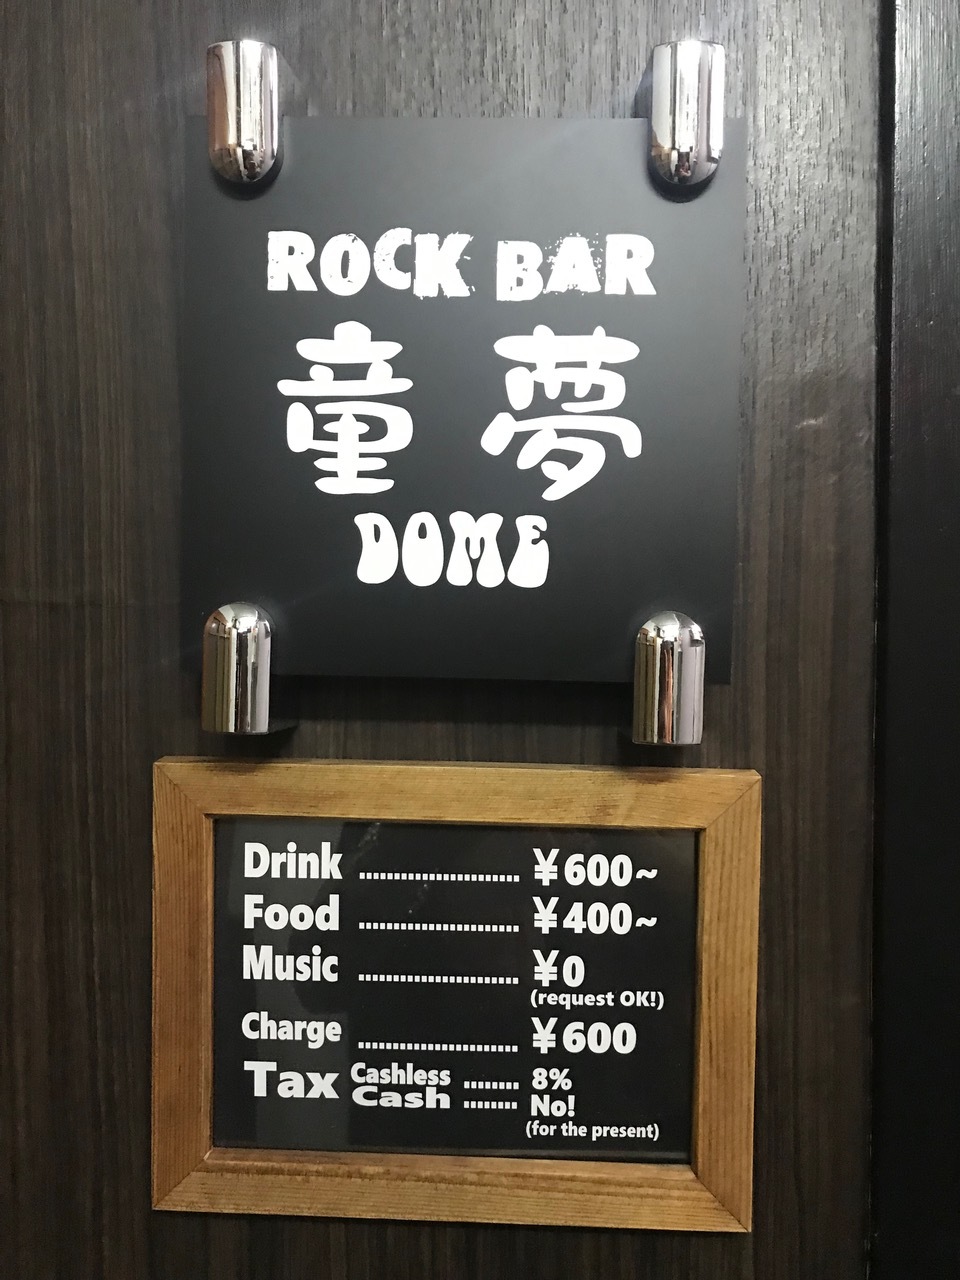 ROCK BAR
童夢
DOME
Drink ........................ ¥600~
Food ........................ ¥400~
Music ........................ ¥0
(request OK!)
Charge ........................ ¥600
Tax Cashless ........ 8%
Cash ........ No!
(for the present)